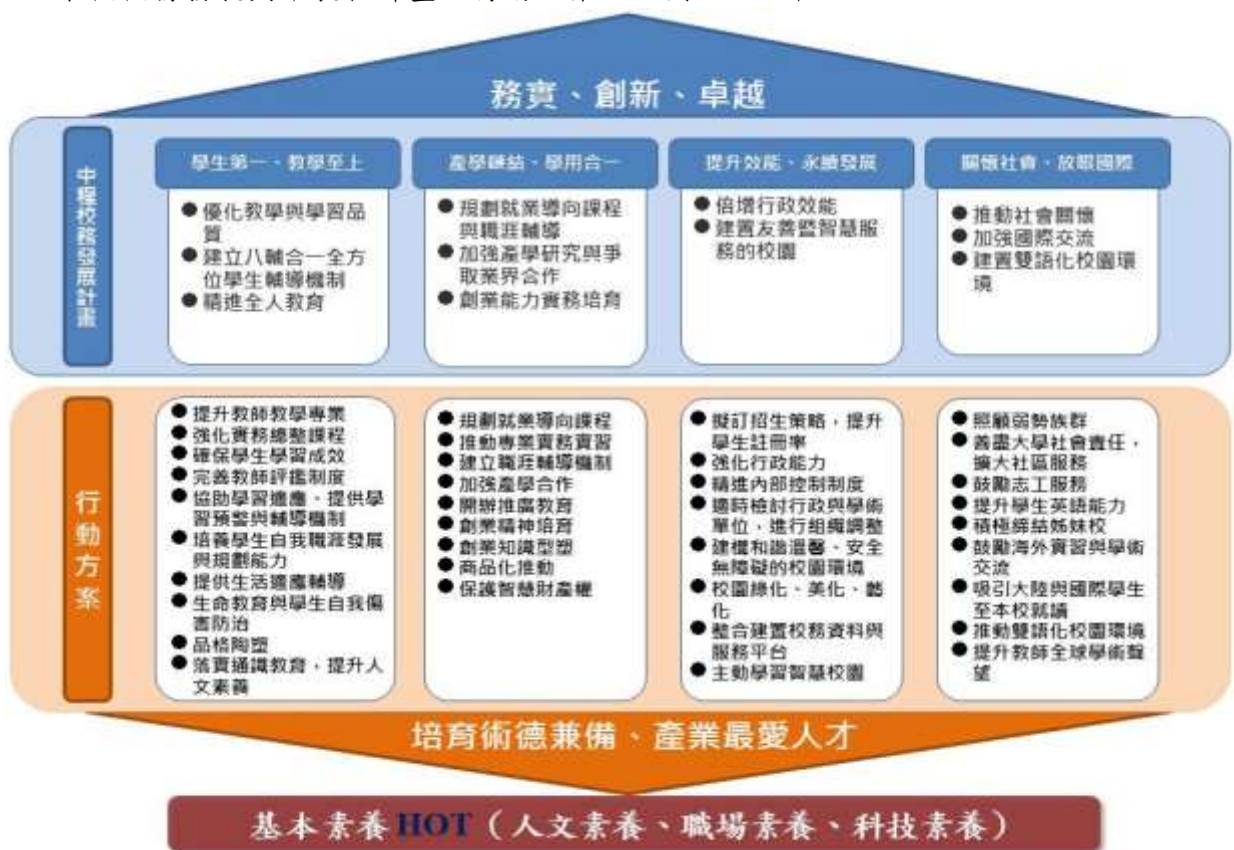 務實、創新、卓越
中程校務發展計畫
學生第一、教學至上
●優化教學與學習品
質
●建立八輔合一全方
位學生輔導機制
●精進全人教育
產學鏈結、學用合一
●規劃就業導向課程
與職涯輔導
●加強產學研究與爭
取業界合作
●創業能力實務培育
提升效能、永續發展
●倍增行政效能
●建置友善暨智慧服
務的校園
關懷社會、放眼國際
●推動社會關懷
●加強國際交流
●建置雙語化校園環
境
行動方案
●提升教師教學專業
●強化實務總整課程
●確保學生學習成效
●完善教師評鑑制度
●協助學習適應、提供學
習預警與輔導機制
●培養學生自我職涯發展
與規劃能力
●提供生活適應輔導
●生命教育與學生自我傷
害防治
●品格陶塑
●落實通識教育，提升人
文素養
●規劃就業導向課程
●推動專業實務實習
●建立職涯輔導機制
●加強產學合作
●開辦推廣教育
●創業精神培育
●創業知識型塑
●商品化推動
●保護智慧財產權
●擬訂招生策略，提升
學生註冊率
●強化行政能力
●精進內部控制制度
●適時檢討行政與學術
單位，進行組織調整
●建構和諧溫馨、安全
無障礙的校園環境
●校園綠化、美化、藝
化
●整合建置校務資料與
服務平台
●主動學習智慧校園
●照顧弱勢族群
●善盡大學社會責任，
擴大社區服務
●鼓勵志工服務
●提升學生英語能力
●積極締結姊妹校
●鼓勵海外實習與學術
交流
●吸引大陸與國際學生
至本校就讀
●推動雙語化校園環境
●提升教師全球學術聲
望
培育術德兼備、產業最愛人才
基本素養HOT（人文素養、職場素養、科技素養）